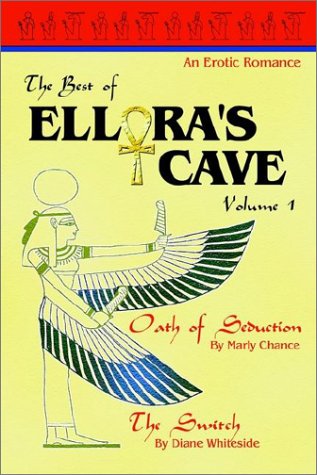 An Erotic Romance
The Best of
ELLORA'S
CAVE
Volume 1
Oath of Seduction
By Marly Chance
The Switch
By Diane Whiteside